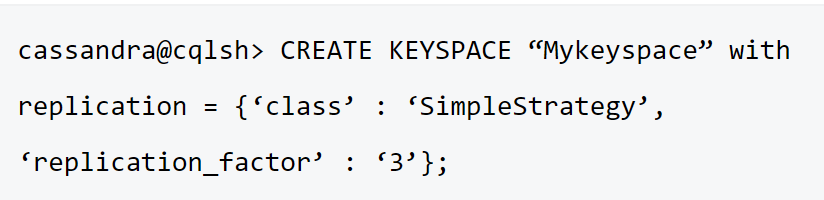 cassandra@cqlsh> CREATE KEYSPACE “Mykeyspace” with
replication = {‘class’ : ‘SimpleStrategy’,
‘replication_factor’ : ‘3’};